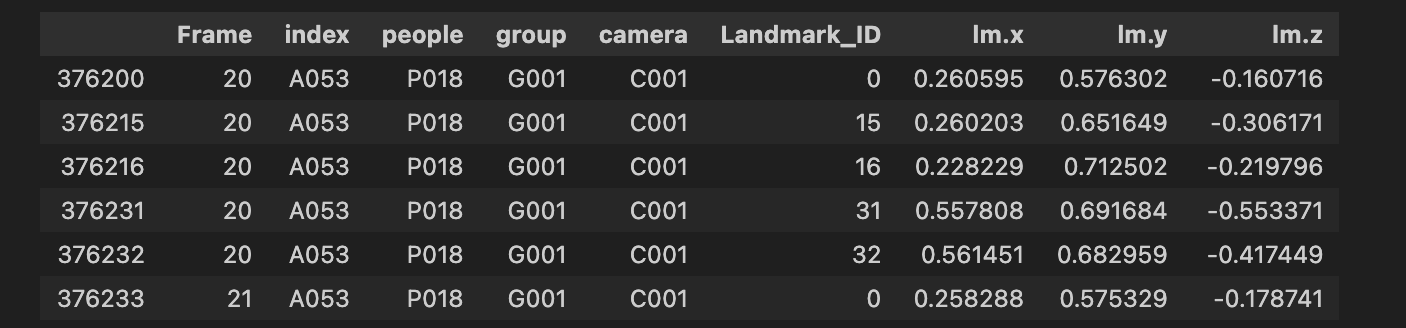 Frame index people group camera Landmark_ID lm.x lm.y lm.z
376200 20 A053 P018 G001 C001 0 0.260595 0.576302 -0.160716
376215 20 A053 P018 G001 C001 15 0.260203 0.651649 -0.306171
376216 20 A053 P018 G001 C001 16 0.228229 0.712502 -0.219796
376231 20 A053 P018 G001 C001 31 0.557808 0.691684 -0.553371
376232 20 A053 P018 G001 C001 32 0.561451 0.682959 -0.417449
376233 21 A053 P018 G001 C001 0 0.258288 0.575329 -0.178741